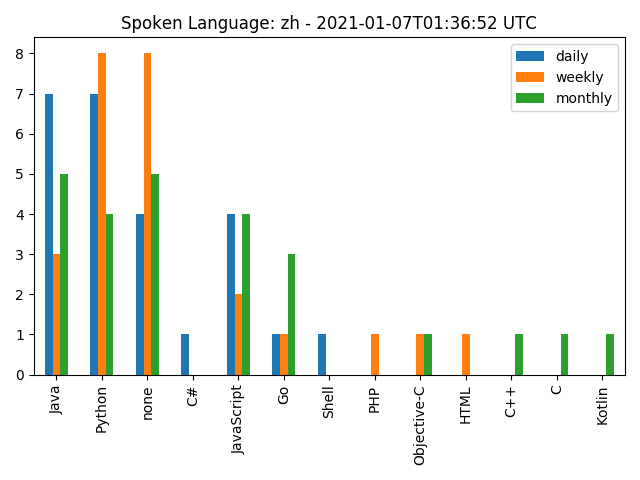 Spoken Language: zh - 2021-01-07T01:36:52 UTC
daily
weekly
monthly
8
7
6
5
4
3
2
1
0
Java
Python
none
C#
JavaScript
Go
Shell
PHP
Objective-C
HTML
C++
C
Kotlin